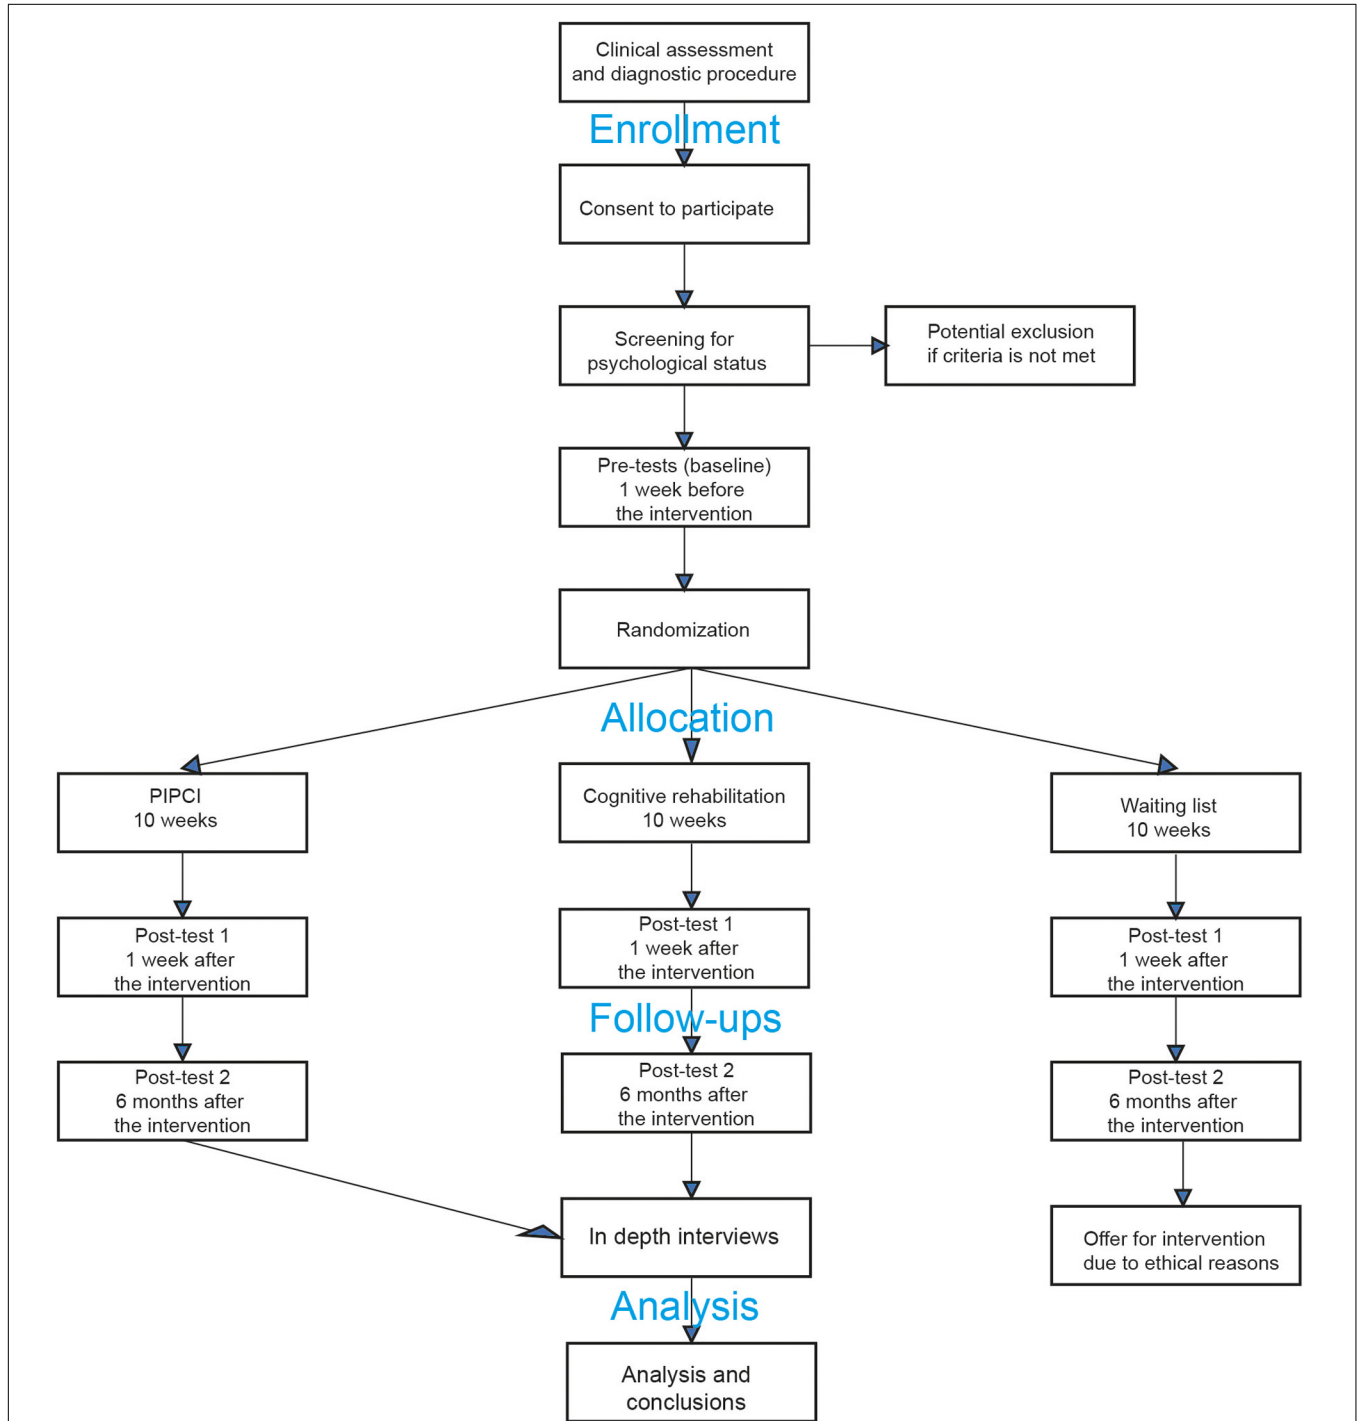 Clinical assessment
and diagnostic procedure
Enrollment
Consent to participate
Screening for
psychological status
Potential exclusion
if criteria is not met
Pre-tests (baseline)
1 week before
the intervention
Randomization
Allocation
PIPCI
10 weeks
Cognitive rehabilitation
10 weeks
Waiting list
10 weeks
Post-test 1
1 week after
the intervention
Post-test 1
1 week after
the intervention
Post-test 1
1 week after
the intervention
Follow-ups
Post-test 2
6 months after
the intervention
Post-test 2
6 months after
the intervention
Post-test 2
6 months after
the intervention
In depth interviews
Offer for intervention
due to ethical reasons
Analysis
Analysis and
conclusions